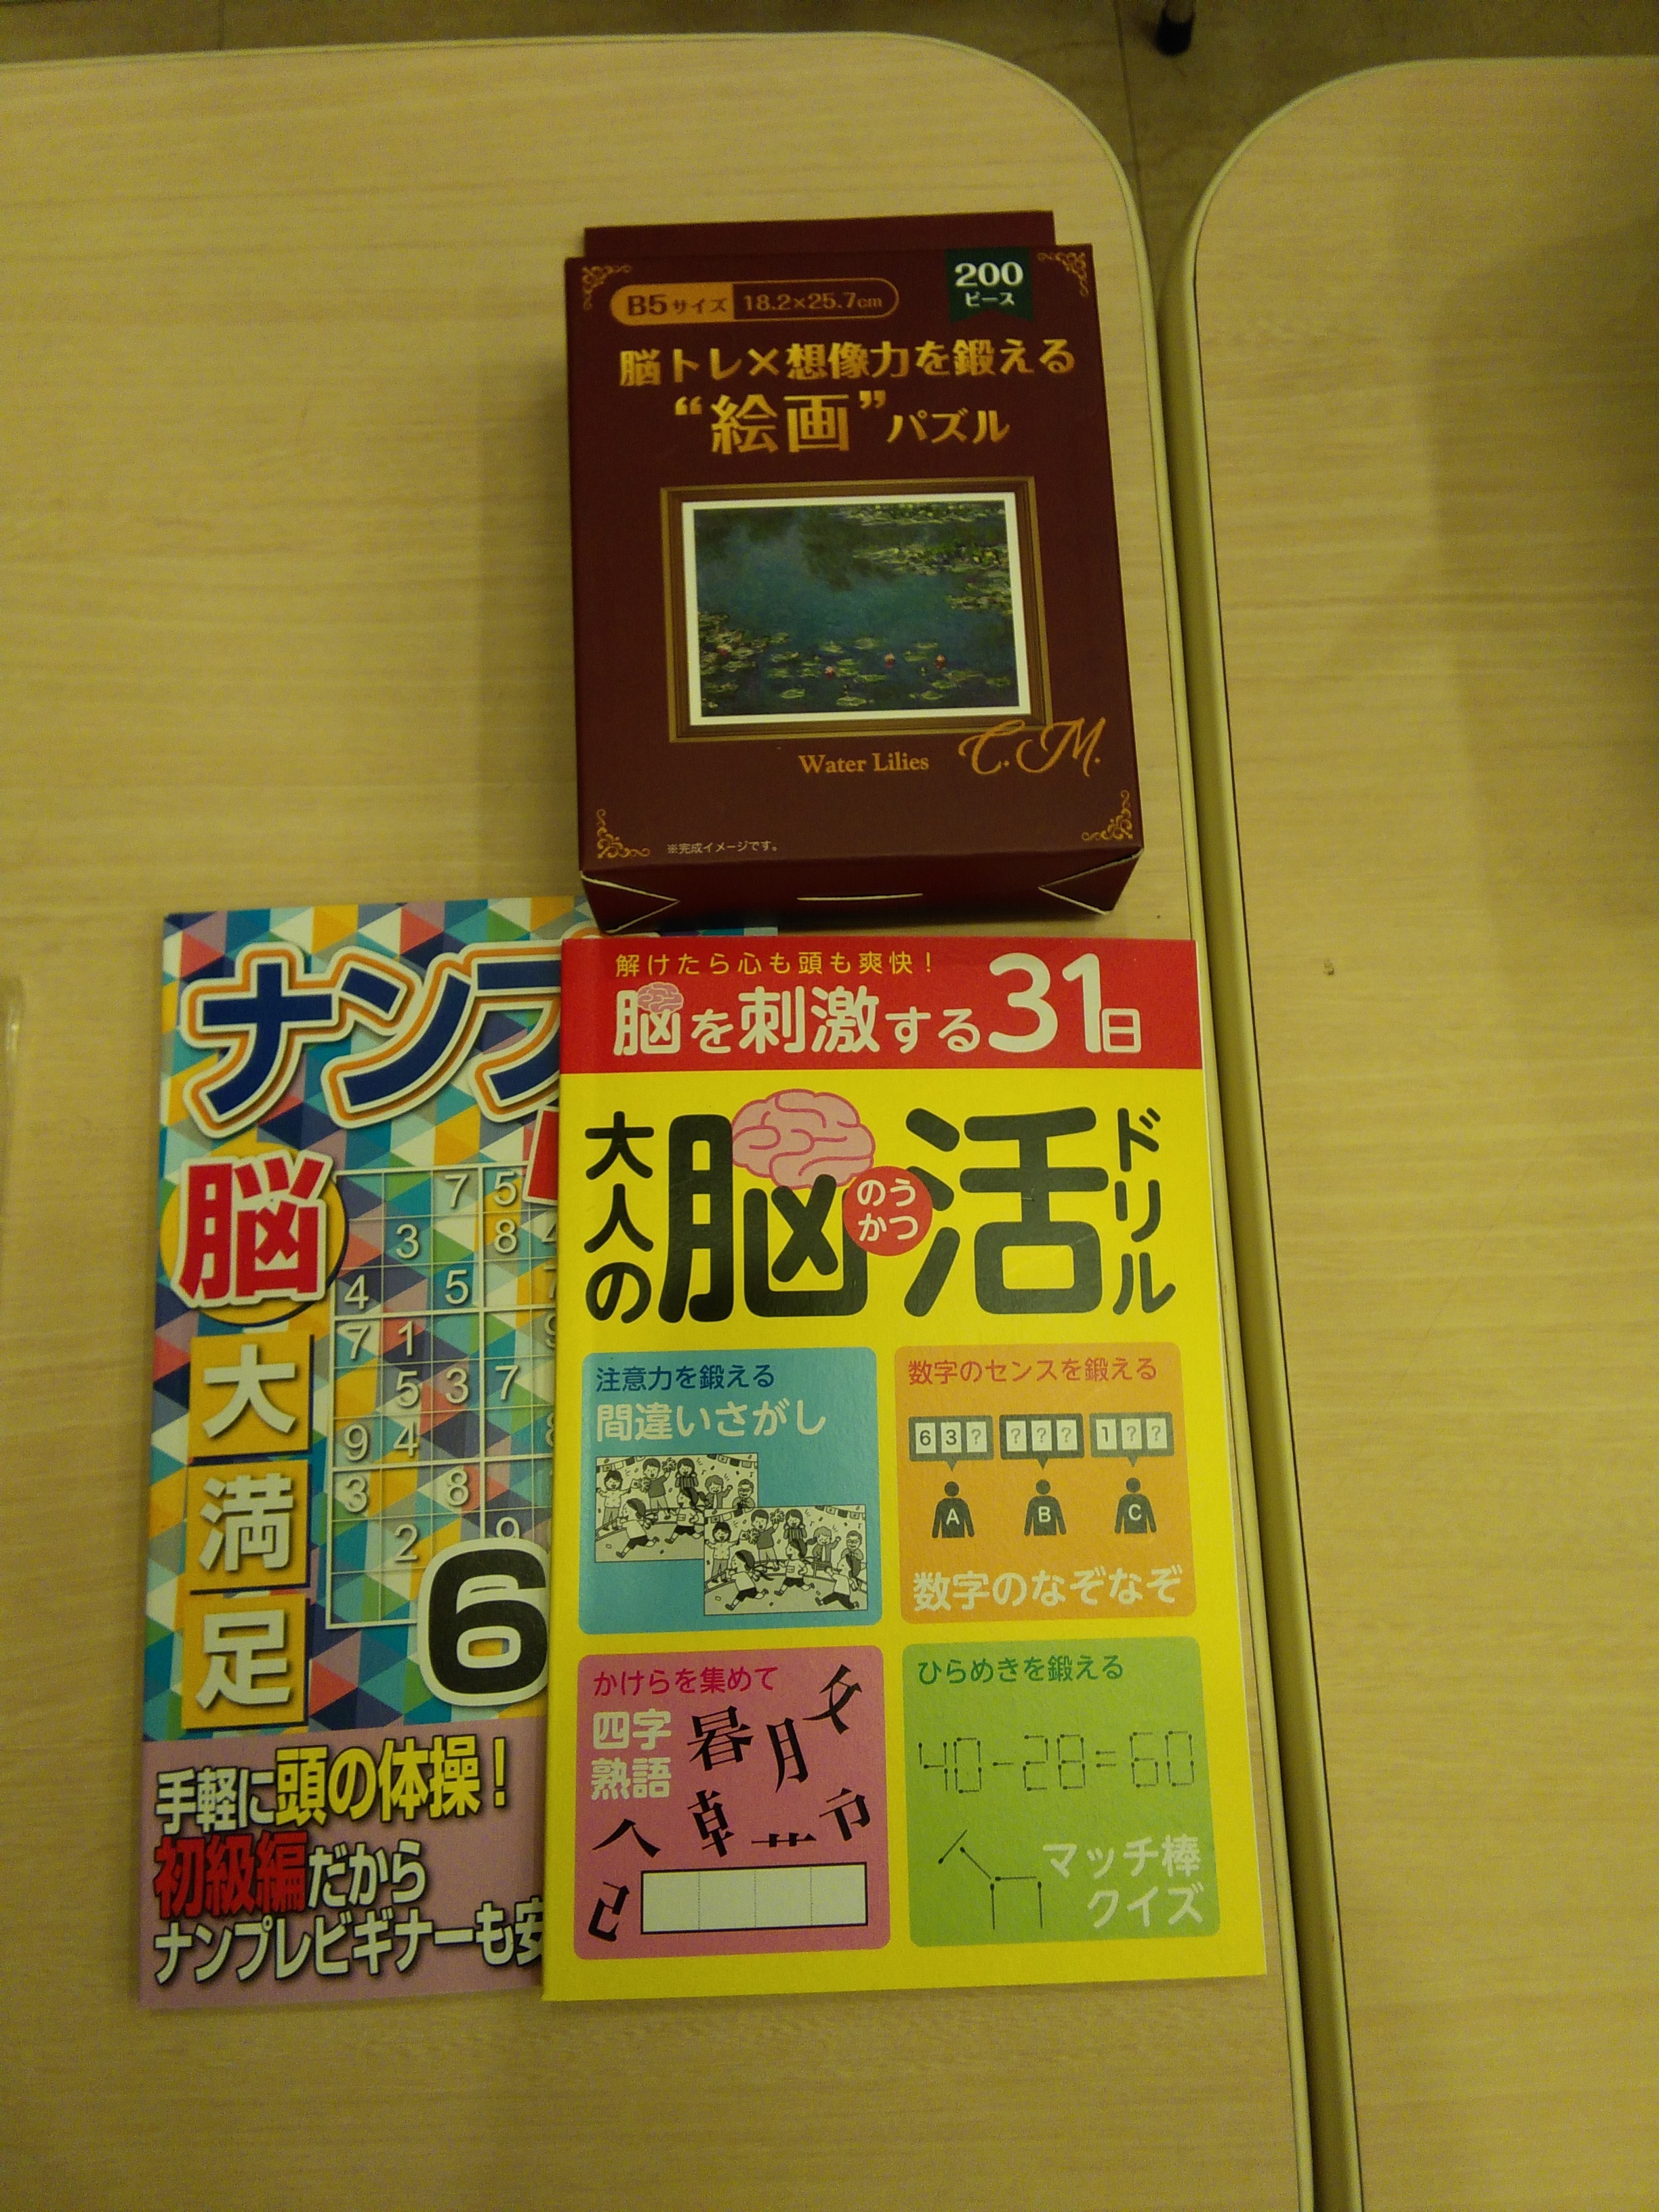 B5サイズ 18.2×25.7cm
200
ピース
脳トレ×想像力を鍛える
“絵画”パズル
Water Lilies C.M.
※完成イメージです。
ナンプ
脳
大
満
足
7 5
3 8 4
4 5
7 1 9
5 3 7
9 4
3 8
2 9
6
手軽に頭の体操!
初級編だから
ナンプレビギナーも安
解けたら心も頭も爽快!
脳を刺激する31日
大人の脳活ドリル
のう
かつ
注意力を鍛える
間違いさがし
数字のセンスを鍛える
6 3 ? ? ? ? 1 ? ?
A B C
数字のなぞなぞ
かけらを集めて
四字
熟語
ひらめきを鍛える
40-28=60
マッチ棒
クイズ